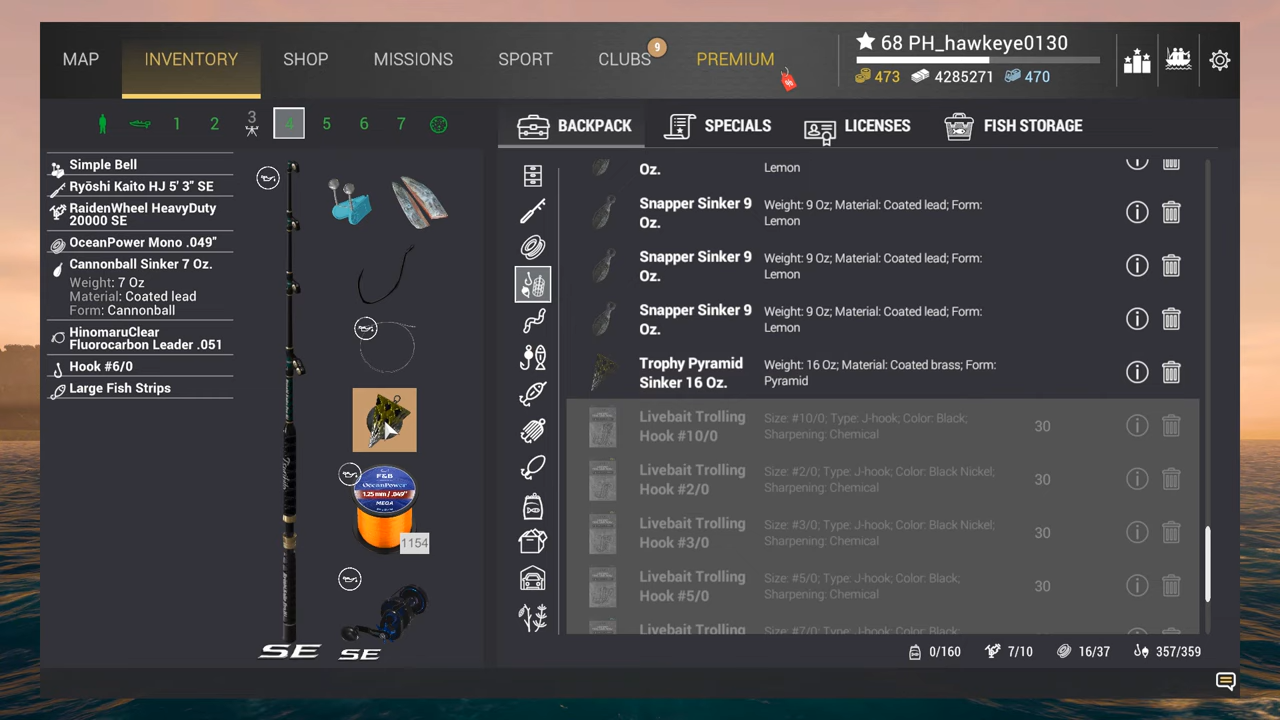 MAP INVENTORY SHOP MISSIONS SPORT CLUBS 9 PREMIUM
68 PH_hawkeye0130
473 4285271 470
1 2 3 4 5 6 7
BACKPACK SPECIALS LICENSES FISH STORAGE
Simple Bell
Ryōshi Kaito HJ 5' 3" SE
RaidenWheel HeavyDuty
20000 SE
OceanPower Mono .049"
Cannonball Sinker 7 Oz.
Weight: 7 Oz
Material: Coated lead
Form: Cannonball
HinomaruClear
Fluorocarbon Leader .051
Hook #6/0
Large Fish Strips
F&B
OceanPower
1.25 mm / .049"
MEGA
1154
SE
SE
Oz.
Lemon
Snapper Sinker 9
Oz.
Weight: 9 Oz; Material: Coated lead; Form:
Lemon
Snapper Sinker 9
Oz.
Weight: 9 Oz; Material: Coated lead; Form:
Lemon
Snapper Sinker 9
Oz.
Weight: 9 Oz; Material: Coated lead; Form:
Lemon
Trophy Pyramid
Sinker 16 Oz.
Weight: 16 Oz; Material: Coated brass; Form:
Pyramid
Livebait Trolling
Hook #10/0
Size: #10/0; Type: J-hook; Color: Black;
Sharpening: Chemical
30
Livebait Trolling
Hook #2/0
Size: #2/0; Type: J-hook; Color: Black Nickel;
Sharpening: Chemical
30
Livebait Trolling
Hook #3/0
Size: #3/0; Type: J-hook; Color: Black Nickel;
Sharpening: Chemical
30
Livebait Trolling
Hook #5/0
Size: #5/0; Type: J-hook; Color: Black;
Sharpening: Chemical
30
Livebait Trolling
Size: #7/0; Type: J-hook; Color: Black;
0/160 7/10 16/37 357/359